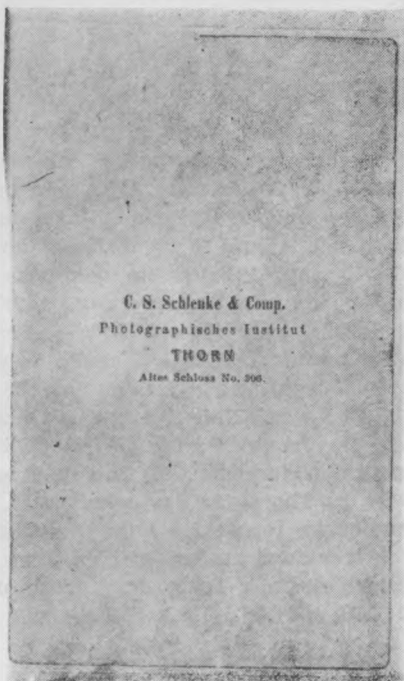 C. S. Schlenke & Comp.
Photographisches Institut
THORN
Altes Schloss No. 306.